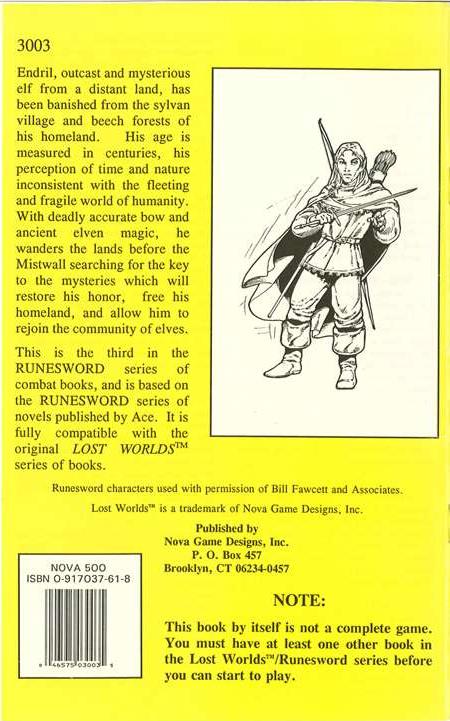 3003
Endril, outcast and mysterious
elf from a distant land, has
been banished from the sylvan
village and beech forests of
his homeland. His age is
measured in centuries, his
perception of time and nature
inconsistent with the fleeting
and fragile world of humanity.
With deadly accurate bow and
ancient elven magic, he
wanders the lands before the
Mistwall searching for the key
to the mysteries which will
restore his honor, free his
homeland, and allow him to
rejoin the community of elves.
This is the third in the
RUNESWORD series of
combat books, and is based on
the RUNESWORD series of
novels published by Ace. It is
fully compatible with the
original LOST WORLDS™
series of books.
Runesword characters used with permission of Bill Fawcett and Associates.
Lost Worlds™ is a trademark of Nova Game Designs, Inc.
Published by
Nova Game Designs, Inc.
P. O. Box 457
Brooklyn, CT 06234-0457
NOVA 500
ISBN 0-917037-61-8
0 46575 03003 9
NOTE:
This book by itself is not a complete game.
You must have at least one other book in
the Lost Worlds™/Runesword series before
you can start to play.